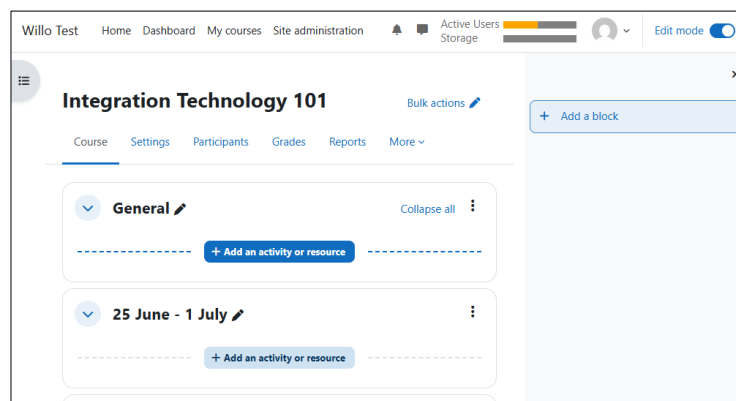 Willo Test Home Dashboard My courses Site administration Active Users Edit mode
Storage
Integration Technology 101 Bulk actions
+ Add a block
Course Settings Participants Grades Reports More
General Collapse all
+ Add an activity or resource
25 June - 1 July
+ Add an activity or resource